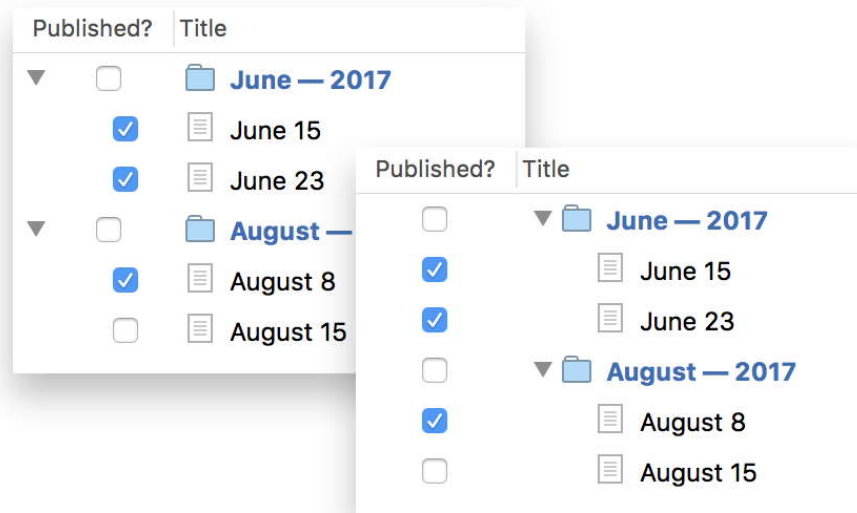 Published? Title
June — 2017
June 15
June 23
August —
August 8
August 15
Published? Title
June — 2017
June 15
June 23
August — 2017
August 8
August 15